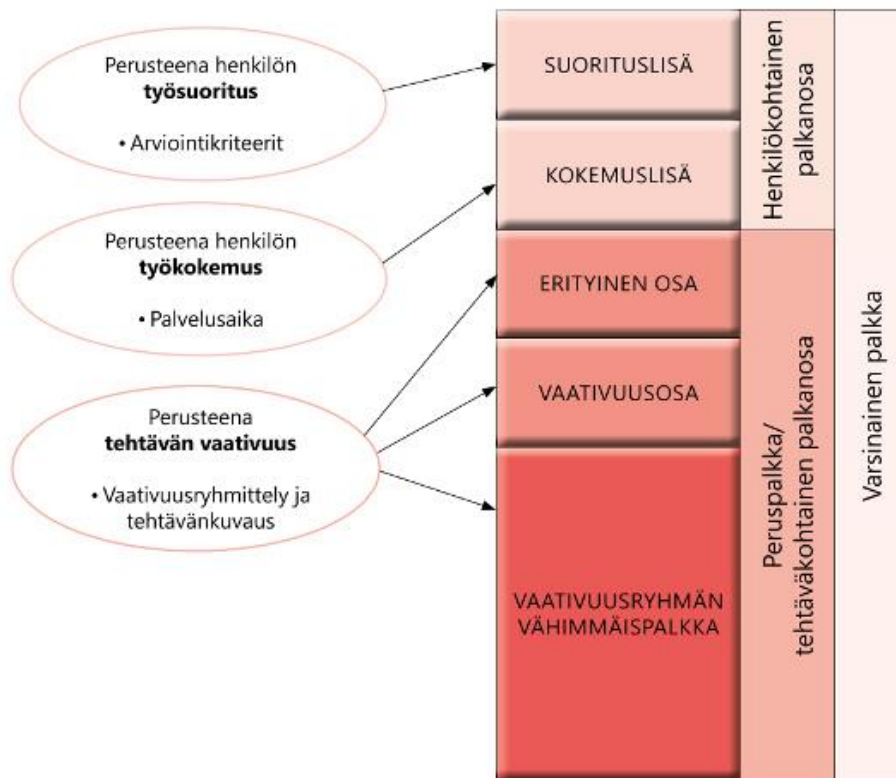 Perusteena henkilön
työsuoritus
• Arviointikriteerit
Perusteena henkilön
työkokemus
• Palvelusaika
Perusteena
tehtävän vaativuus
• Vaativuusryhmittely ja
tehtävänkuvaus
SUORITUSLISÄ
KOKEMUSLISÄ
ERITYINEN OSA
VAATIVUUSOSA
VAATIVUUSRYHMÄN
VÄHIMMÄISPALKKA
Henkilökohtainen
palkanosa
Peruspalkka/
tehtäväkohtainen palkanosa
Varsinainen palkka